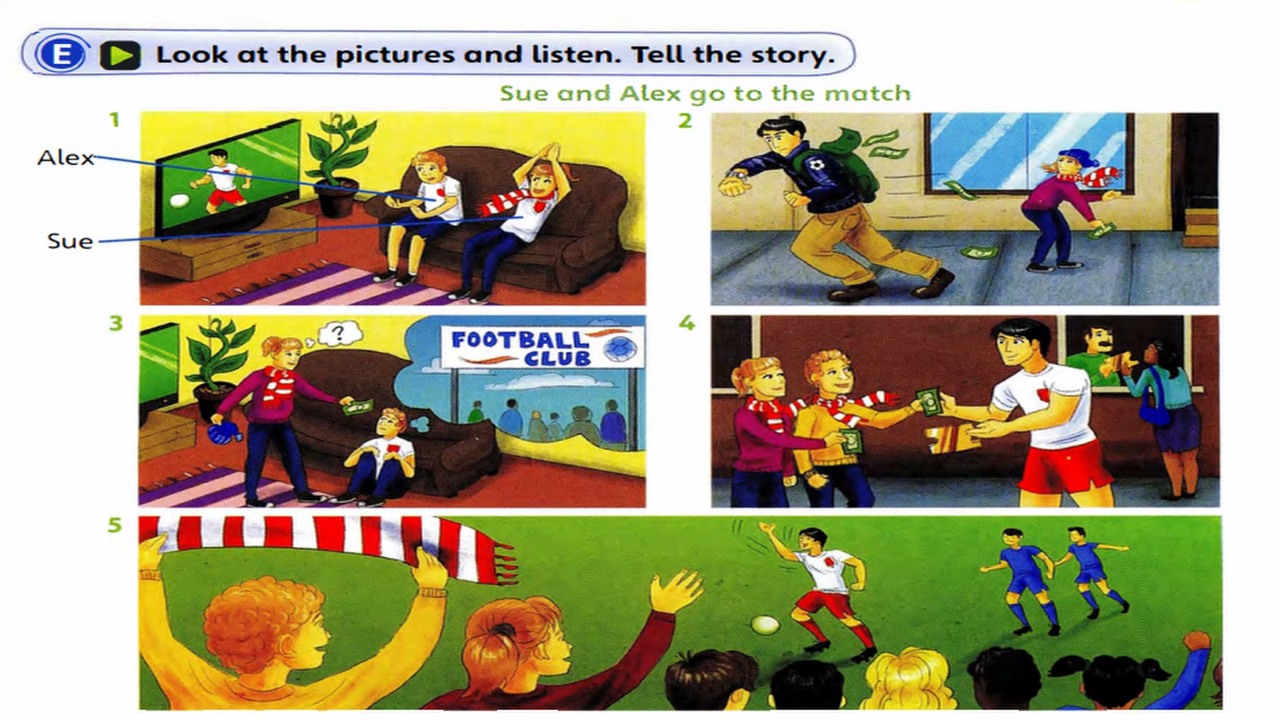 E Look at the pictures and listen. Tell the story.
Sue and Alex go to the match
1
2
Alex
Sue
3
?
FOOTBALL
CLUB
4
5